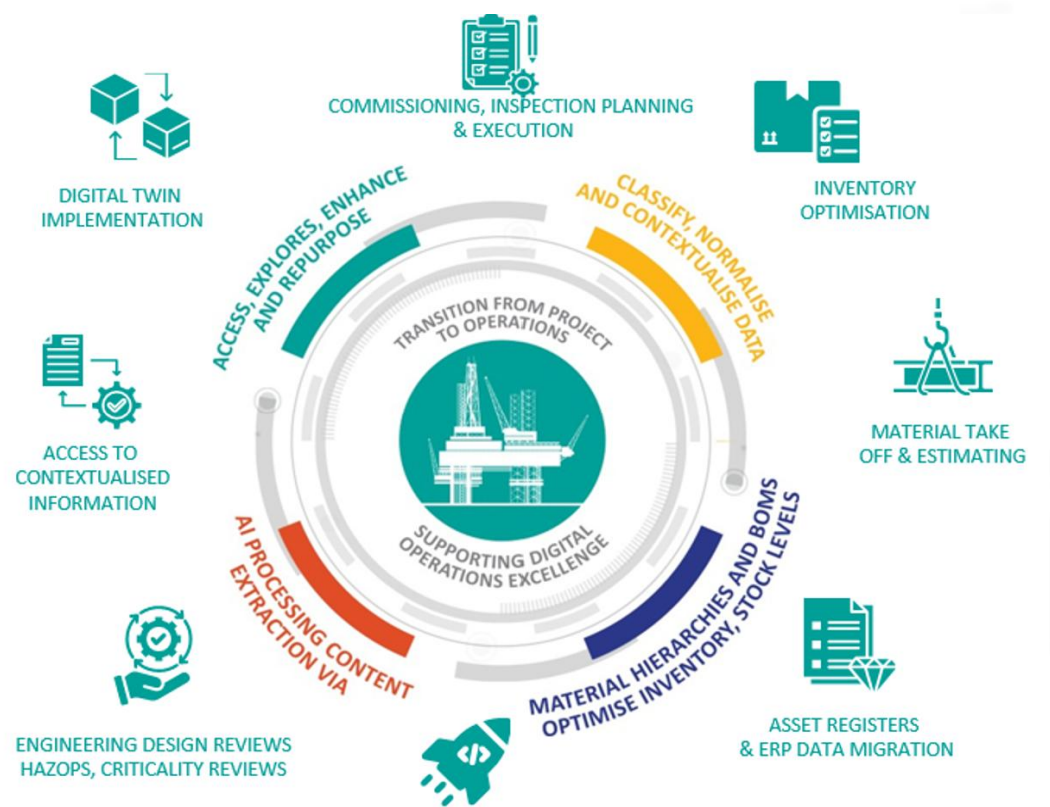 COMMISSIONING, INSPECTION PLANNING
& EXECUTION
DIGITAL TWIN
IMPLEMENTATION
INVENTORY
OPTIMISATION
ACCESS, EXPLORES, ENHANCE
AND REPURPOSE
CLASSIFY, NORMALISE
AND CONTEXTUALISE DATA
TRANSITION FROM PROJECT
TO OPERATIONS
ACCESS TO
CONTEXTUALISED
INFORMATION
MATERIAL TAKE
OFF & ESTIMATING
SUPPORTING DIGITAL
OPERATIONS EXCELLENCE
AI PROCESSING CONTENT
EXTRACTION VIA
MATERIAL HIERARCHIES AND BOMS
OPTIMISE INVENTORY, STOCK LEVELS
ENGINEERING DESIGN REVIEWS
HAZOPS, CRITICALITY REVIEWS
</>
ASSET REGISTERS
& ERP DATA MIGRATION